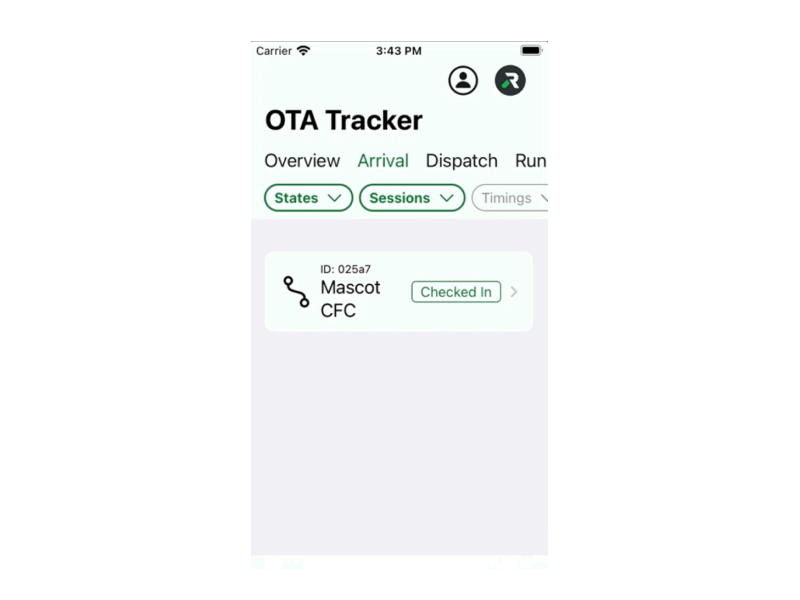 Carrier 3:43 PM
OTA Tracker
Overview Arrival Dispatch Run
States Sessions Timings
ID: 025a7
Mascot
CFC
Checked In